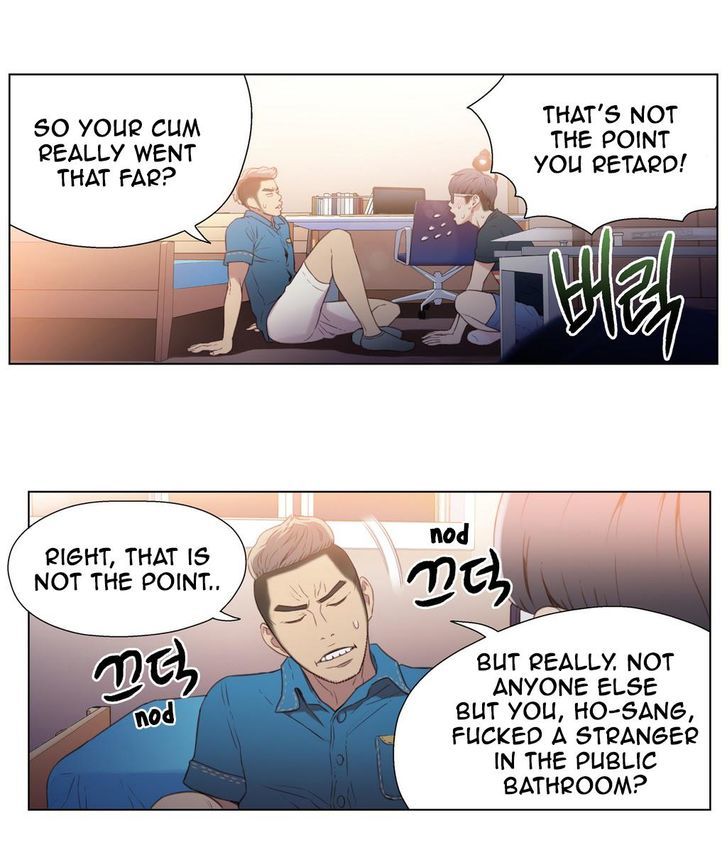 SO YOUR CUM
REALLY WENT
THAT FAR?
THAT'S NOT
THE POINT
YOU RETARD!
버럭
RIGHT, THAT IS
NOT THE POINT..
nod
끄덕
끄덕
nod
BUT REALLY. NOT
ANYONE ELSE
BUT YOU, HO-SANG,
FUCKED A STRANGER
IN THE PUBLIC
BATHROOM?